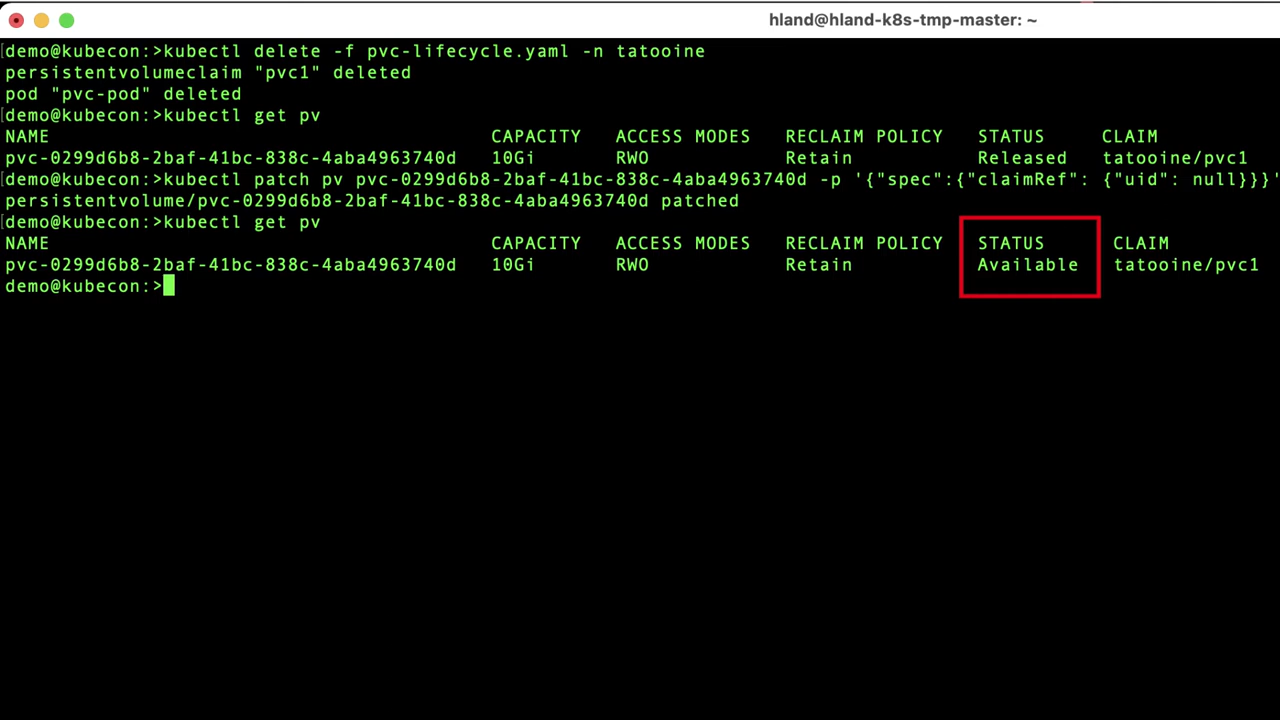 hland@hland-k8s-tmp-master: ~
[demo@kubecon:>kubectl delete -f pvc-lifecycle.yaml -n tatooine
persistentvolumeclaim "pvc1" deleted
pod "pvc-pod" deleted
[demo@kubecon:>kubectl get pv
NAME CAPACITY ACCESS MODES RECLAIM POLICY STATUS CLAIM
pvc-0299d6b8-2baf-41bc-838c-4aba4963740d 10Gi RWO Retain Released tatooine/pvc1
[demo@kubecon:>kubectl patch pv pvc-0299d6b8-2baf-41bc-838c-4aba4963740d -p '{"spec":{"claimRef": {"uid": null}}}'
persistentvolume/pvc-0299d6b8-2baf-41bc-838c-4aba4963740d patched
[demo@kubecon:>kubectl get pv
NAME CAPACITY ACCESS MODES RECLAIM POLICY STATUS CLAIM
pvc-0299d6b8-2baf-41bc-838c-4aba4963740d 10Gi RWO Retain Available tatooine/pvc1
demo@kubecon:>